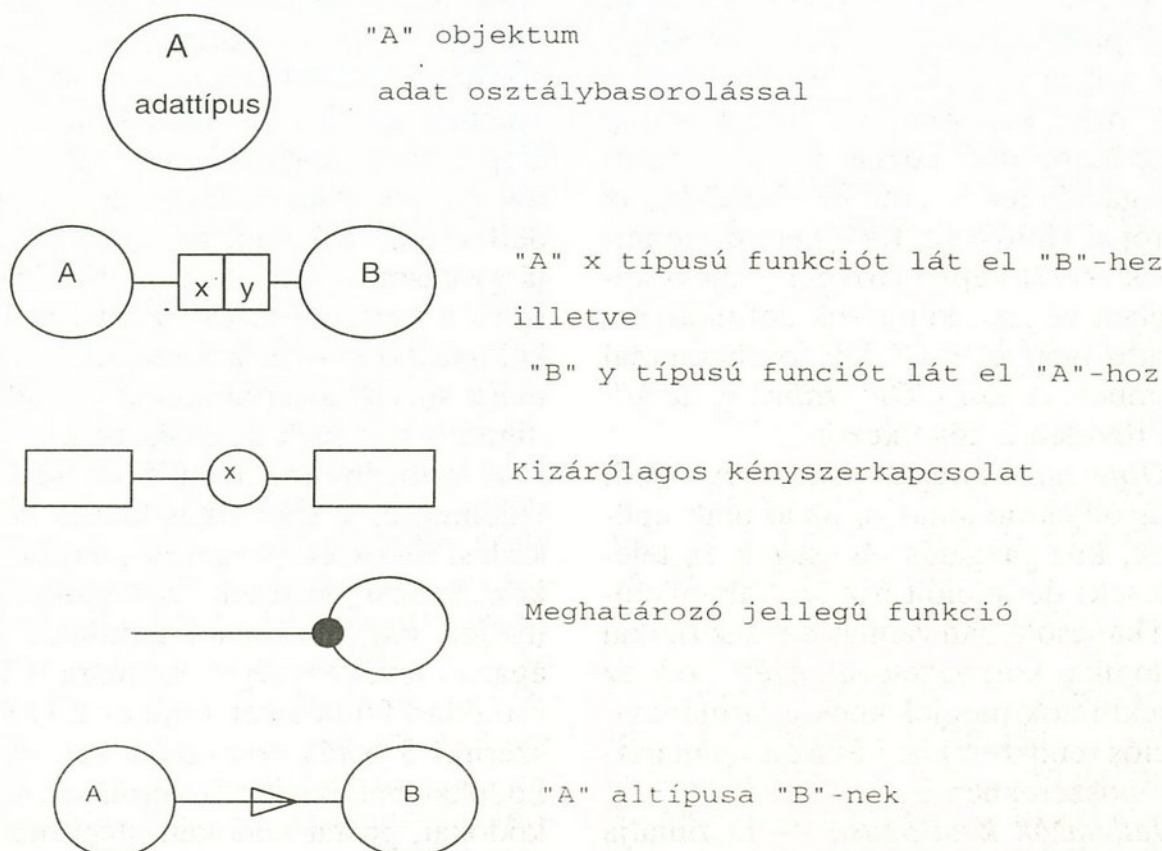 A
adattípus
"A" objektum
adat osztálybasorolással
A
x y
B
"A" x típusú funkciót lát el "B"-hez
illetve
"B" y típusú funciót lát el "A"-hoz
x
Kizárólagos kényszerkapcsolat
Meghatározó jellegú funkció
A
B
"A" altípusa "B"-nek